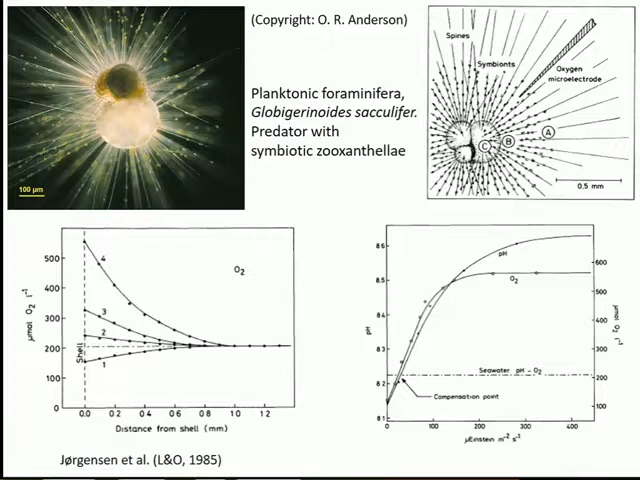 (Copyright: O. R. Anderson)
Planktonic foraminifera,
Globigerinoides sacculifer.
Predator with
symbiotic zooxanthellae
100 µm
Spines
Symbionts
Oxygen
microelectrode
A
B
C
0.5 mm
µmol O2 l-1
500
400
300
200
100
0
Shell
4
3
2
1
O2
0.0 0.2 0.4 0.6 0.8 1.0 1.2
Distance from shell (mm)
pH
8.6
8.5
8.4
8.3
8.2
8.1
pH
O2
Seawater pH - O2
Compensation point
600
500
400
300
200
100
µmol O2 l-1
0 100 200 300 400
µEinstein m-2 s-1
Jørgensen et al. (L&O, 1985)